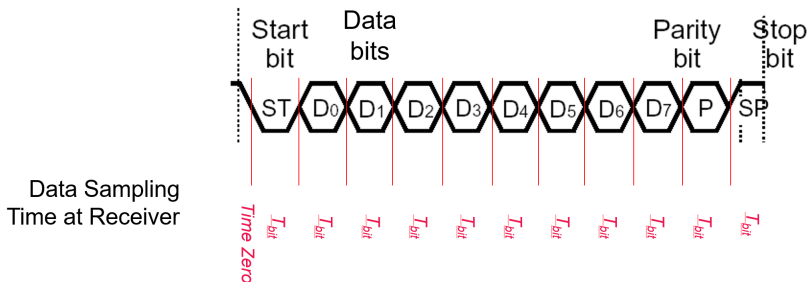 Start
bit
Data
bits
Parity
bit
Stop
bit
ST D0 D1 D2 D3 D4 D5 D6 D7 P SP
Data Sampling
Time at Receiver
Time Zero Tbit Tbit Tbit Tbit Tbit Tbit Tbit Tbit Tbit Tbit Tbit